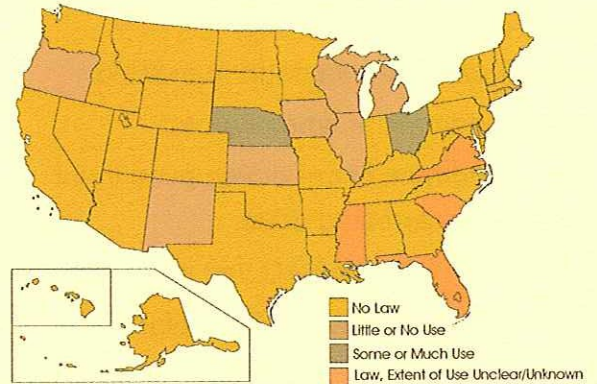 No Law
Little or No Use
Some or Much Use
Law, Extent of Use Unclear/Unknown